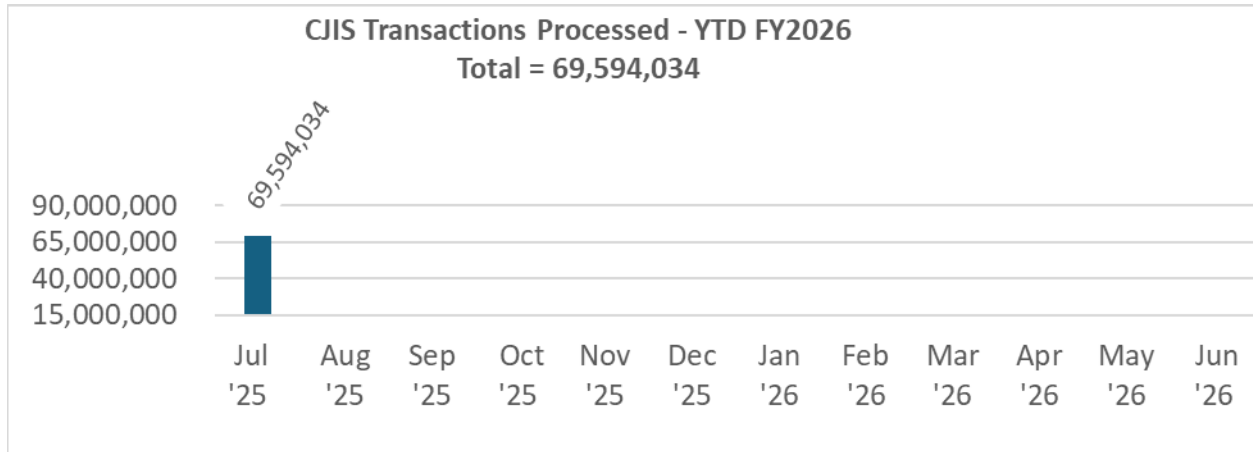 CJIS Transactions Processed - YTD FY2026
Total = 69,594,034
69,594,034
90,000,000
65,000,000
40,000,000
15,000,000
Jul Aug Sep Oct Nov Dec Jan Feb Mar Apr May Jun
'25 '25 '25 '25 '25 '25 '26 '26 '26 '26 '26 '26